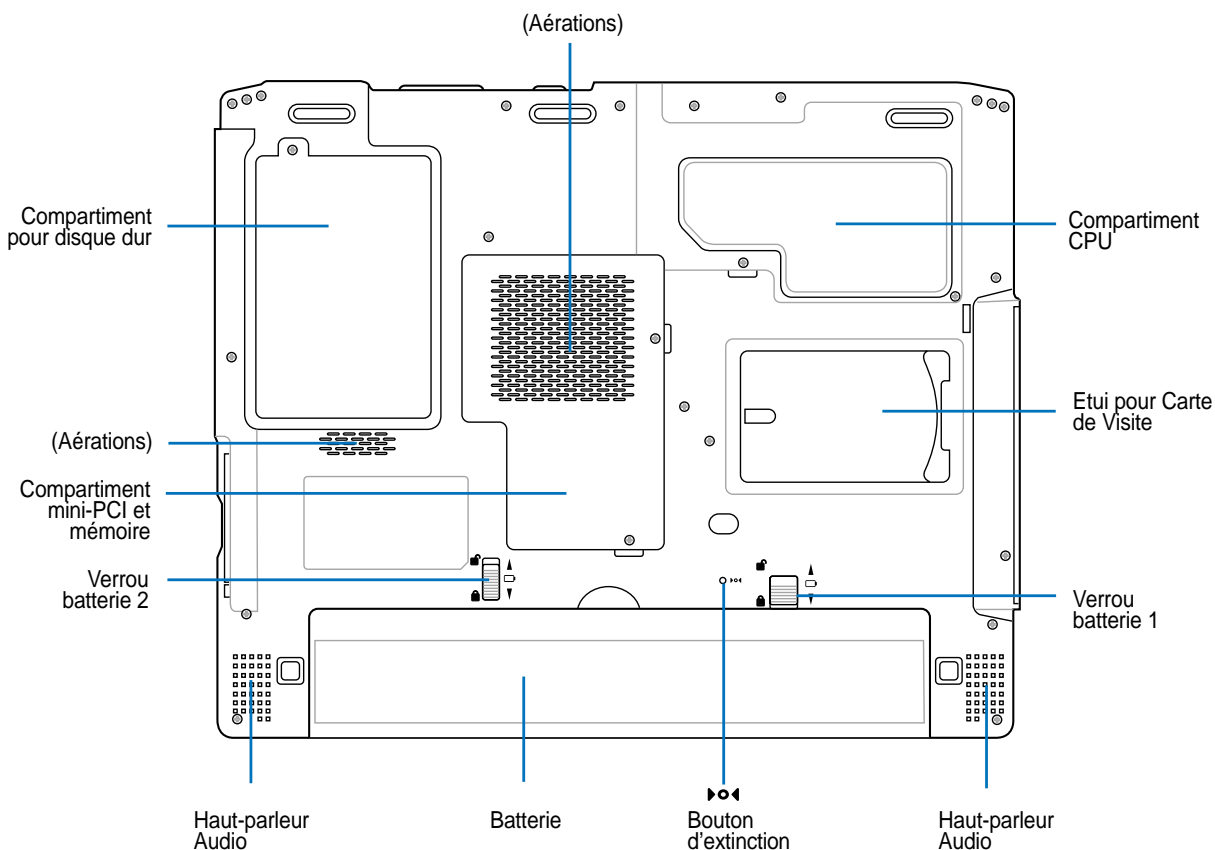 (Aérations)
Compartiment
pour disque dur
Compartiment
CPU
Etui pour Carte
de Visite
(Aérations)
Compartiment
mini-PCI et
mémoire
Verrou
batterie 2
Verrou
batterie 1
Haut-parleur
Audio
Batterie
Bouton
d'extinction
Haut-parleur
Audio